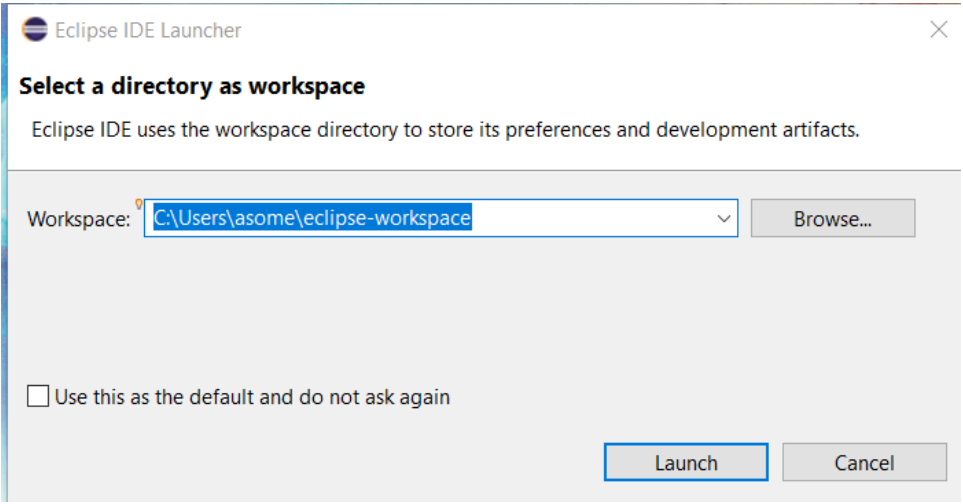 Eclipse IDE Launcher
Select a directory as workspace
Eclipse IDE uses the workspace directory to store its preferences and development artifacts.
Workspace: C:\Users\asome\eclipse-workspace Browse...
Use this as the default and do not ask again
Launch Cancel